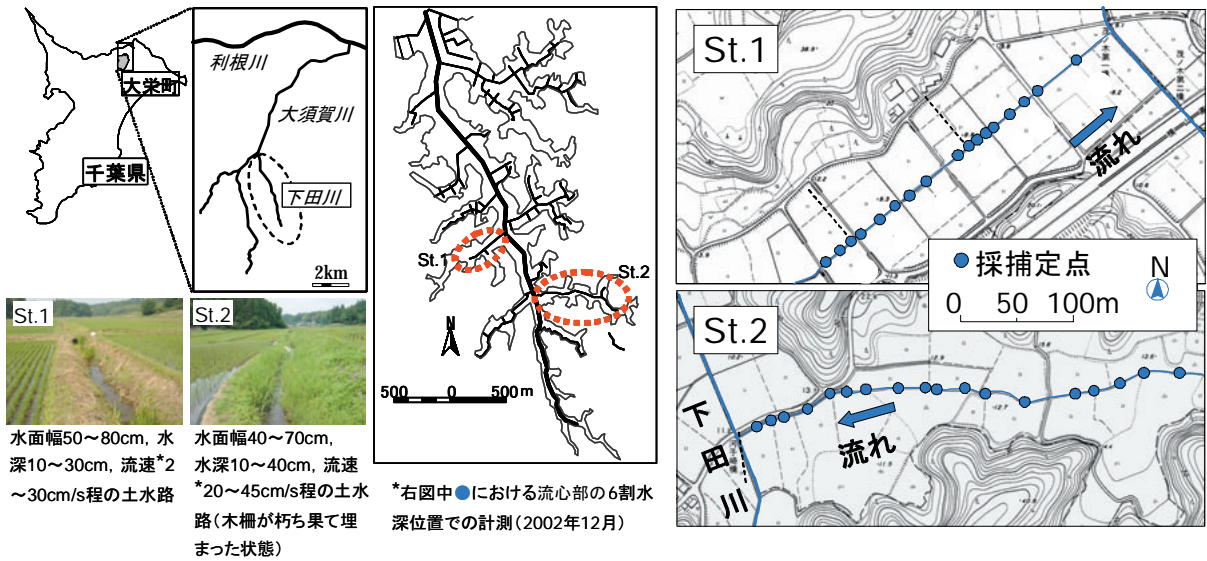 大栄町
千葉県
利根川
大須賀川
下田川
2km
St.1
St.2
N
500 0 500m
St.1
水面幅50～80cm，水
深10～30cm，流速*2
～30cm/s程の土水路
St.2
水面幅40～70cm，
水深10～40cm，流速
*20～45cm/s程の土水
路（木柵が朽ち果て埋
まった状態）
*右図中●における流心部の6割水
深位置での計測（2002年12月）
St.1
流れ
採捕定点
N
0 50 100m
St.2
下田川
流れ